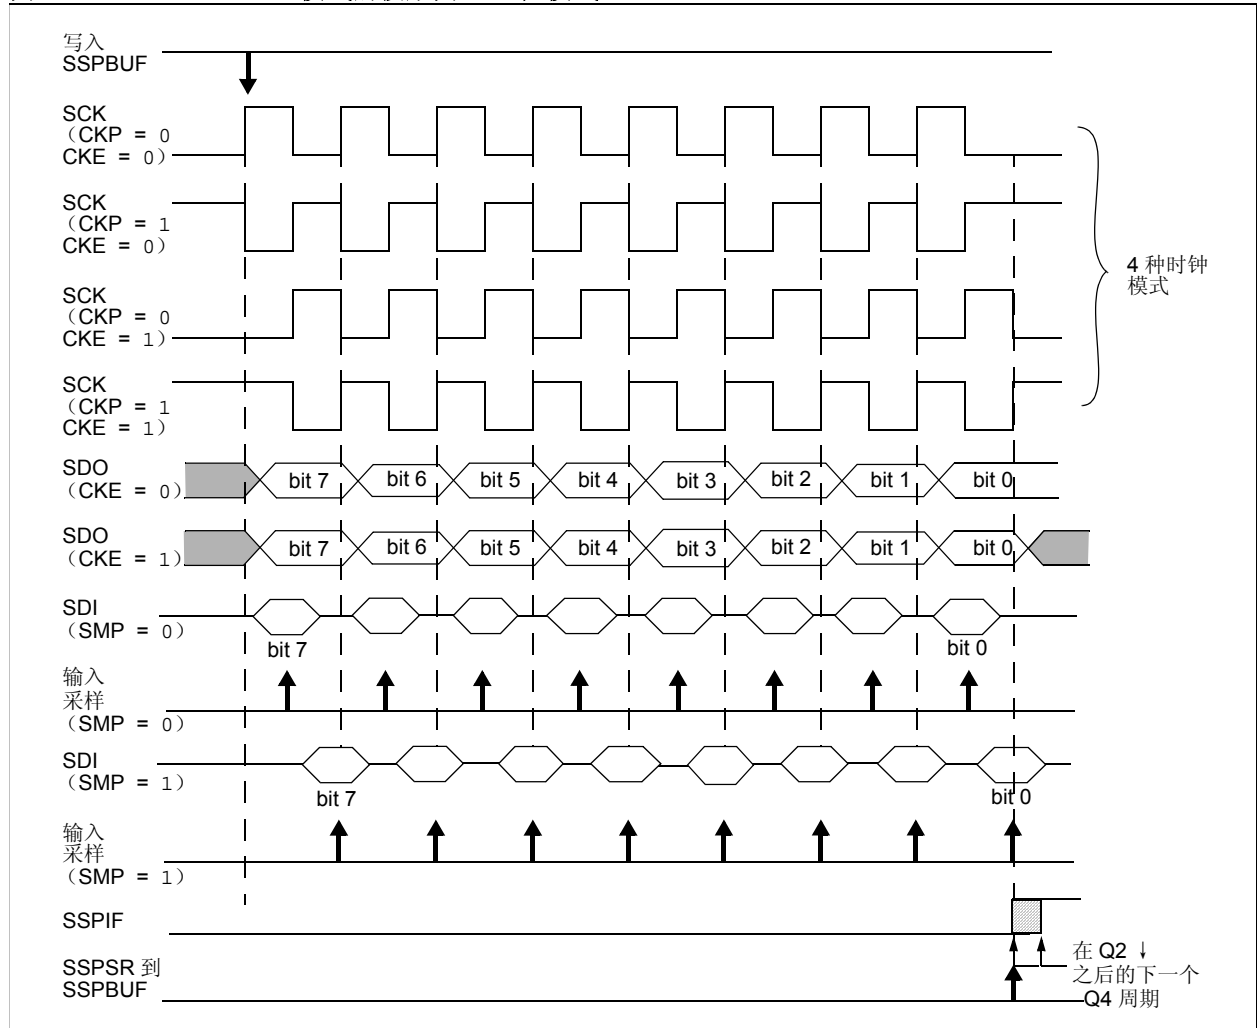 写入
SSPBUF
SCK
（CKP = 0
CKE = 0）
SCK
（CKP = 1
CKE = 0）
SCK
（CKP = 0
CKE = 1）
SCK
（CKP = 1
CKE = 1）
4 种时钟
模式
SDO
（CKE = 0）
bit 7 bit 6 bit 5 bit 4 bit 3 bit 2 bit 1 bit 0
SDO
（CKE = 1）
bit 7 bit 6 bit 5 bit 4 bit 3 bit 2 bit 1 bit 0
SDI
（SMP = 0）
bit 7 bit 0
输入
采样
（SMP = 0）
SDI
（SMP = 1）
bit 7 bit 0
输入
采样
（SMP = 1）
SSPIF
SSPSR 到
SSPBUF
在 Q2 ↓
之后的下一个
Q4 周期